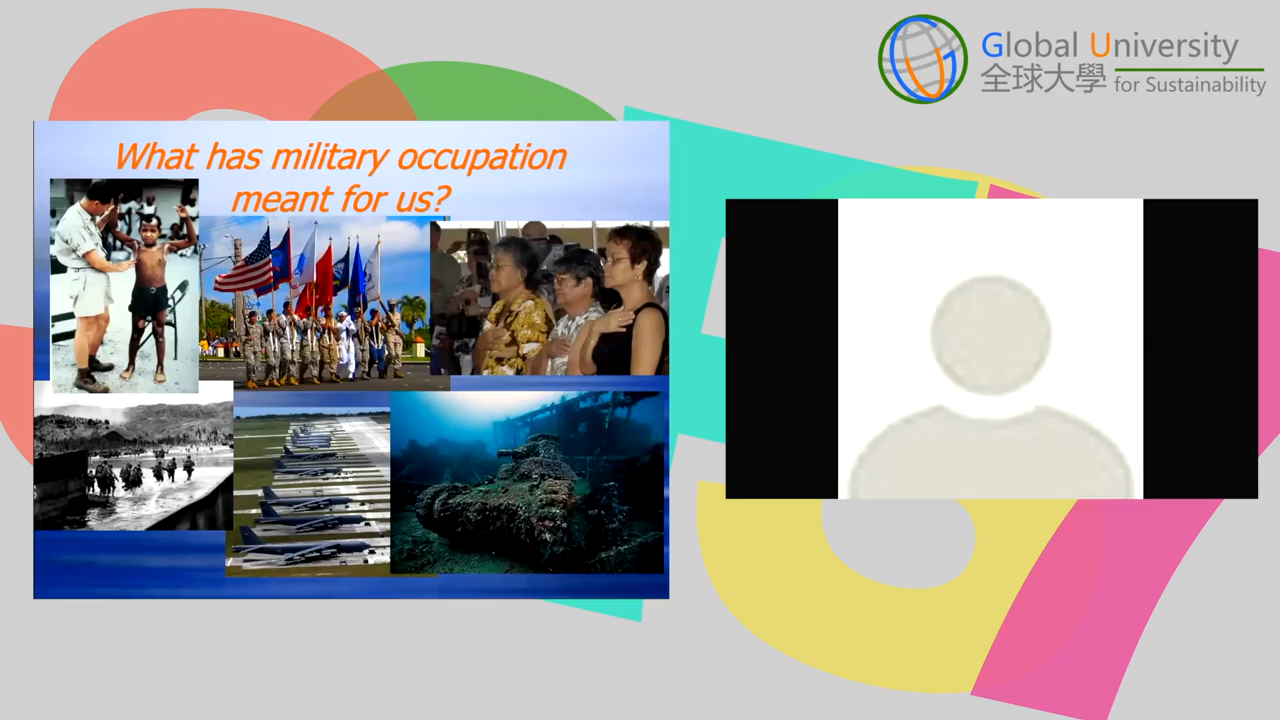 Global University
全球大學 for Sustainability
What has military occupation
meant for us?